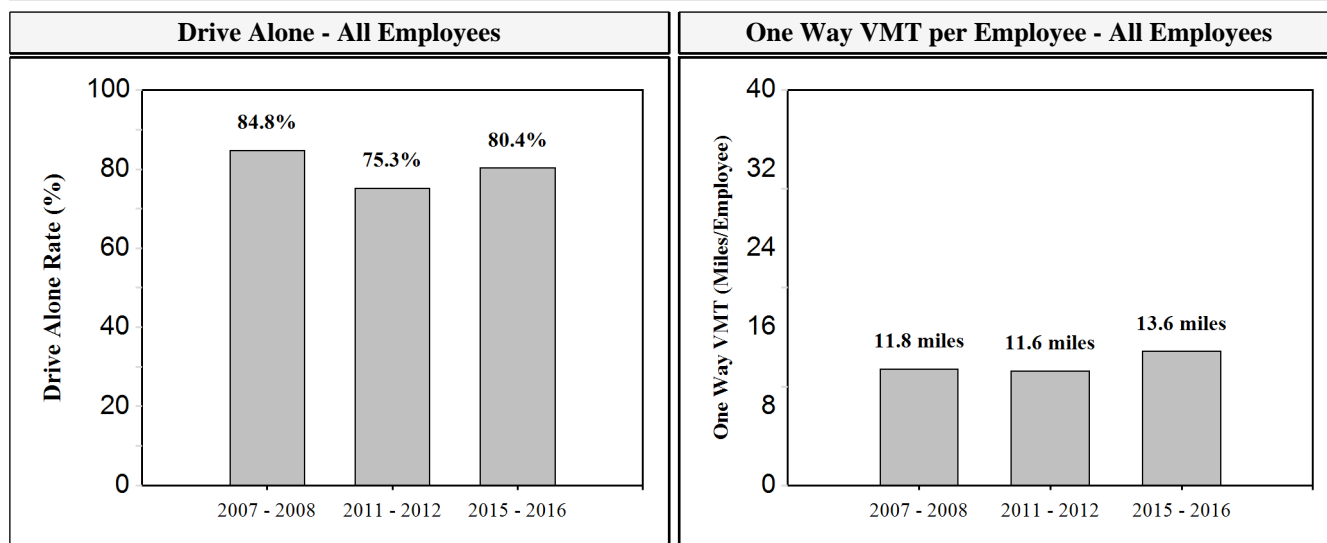 Drive Alone - All Employees
One Way VMT per Employee - All Employees
Drive Alone Rate (%)
100
80
60
40
20
0
84.8%
75.3%
80.4%
2007 - 2008
2011 - 2012
2015 - 2016
One Way VMT (Miles/Employee)
40
32
24
16
8
0
11.8 miles
11.6 miles
13.6 miles
2007 - 2008
2011 - 2012
2015 - 2016